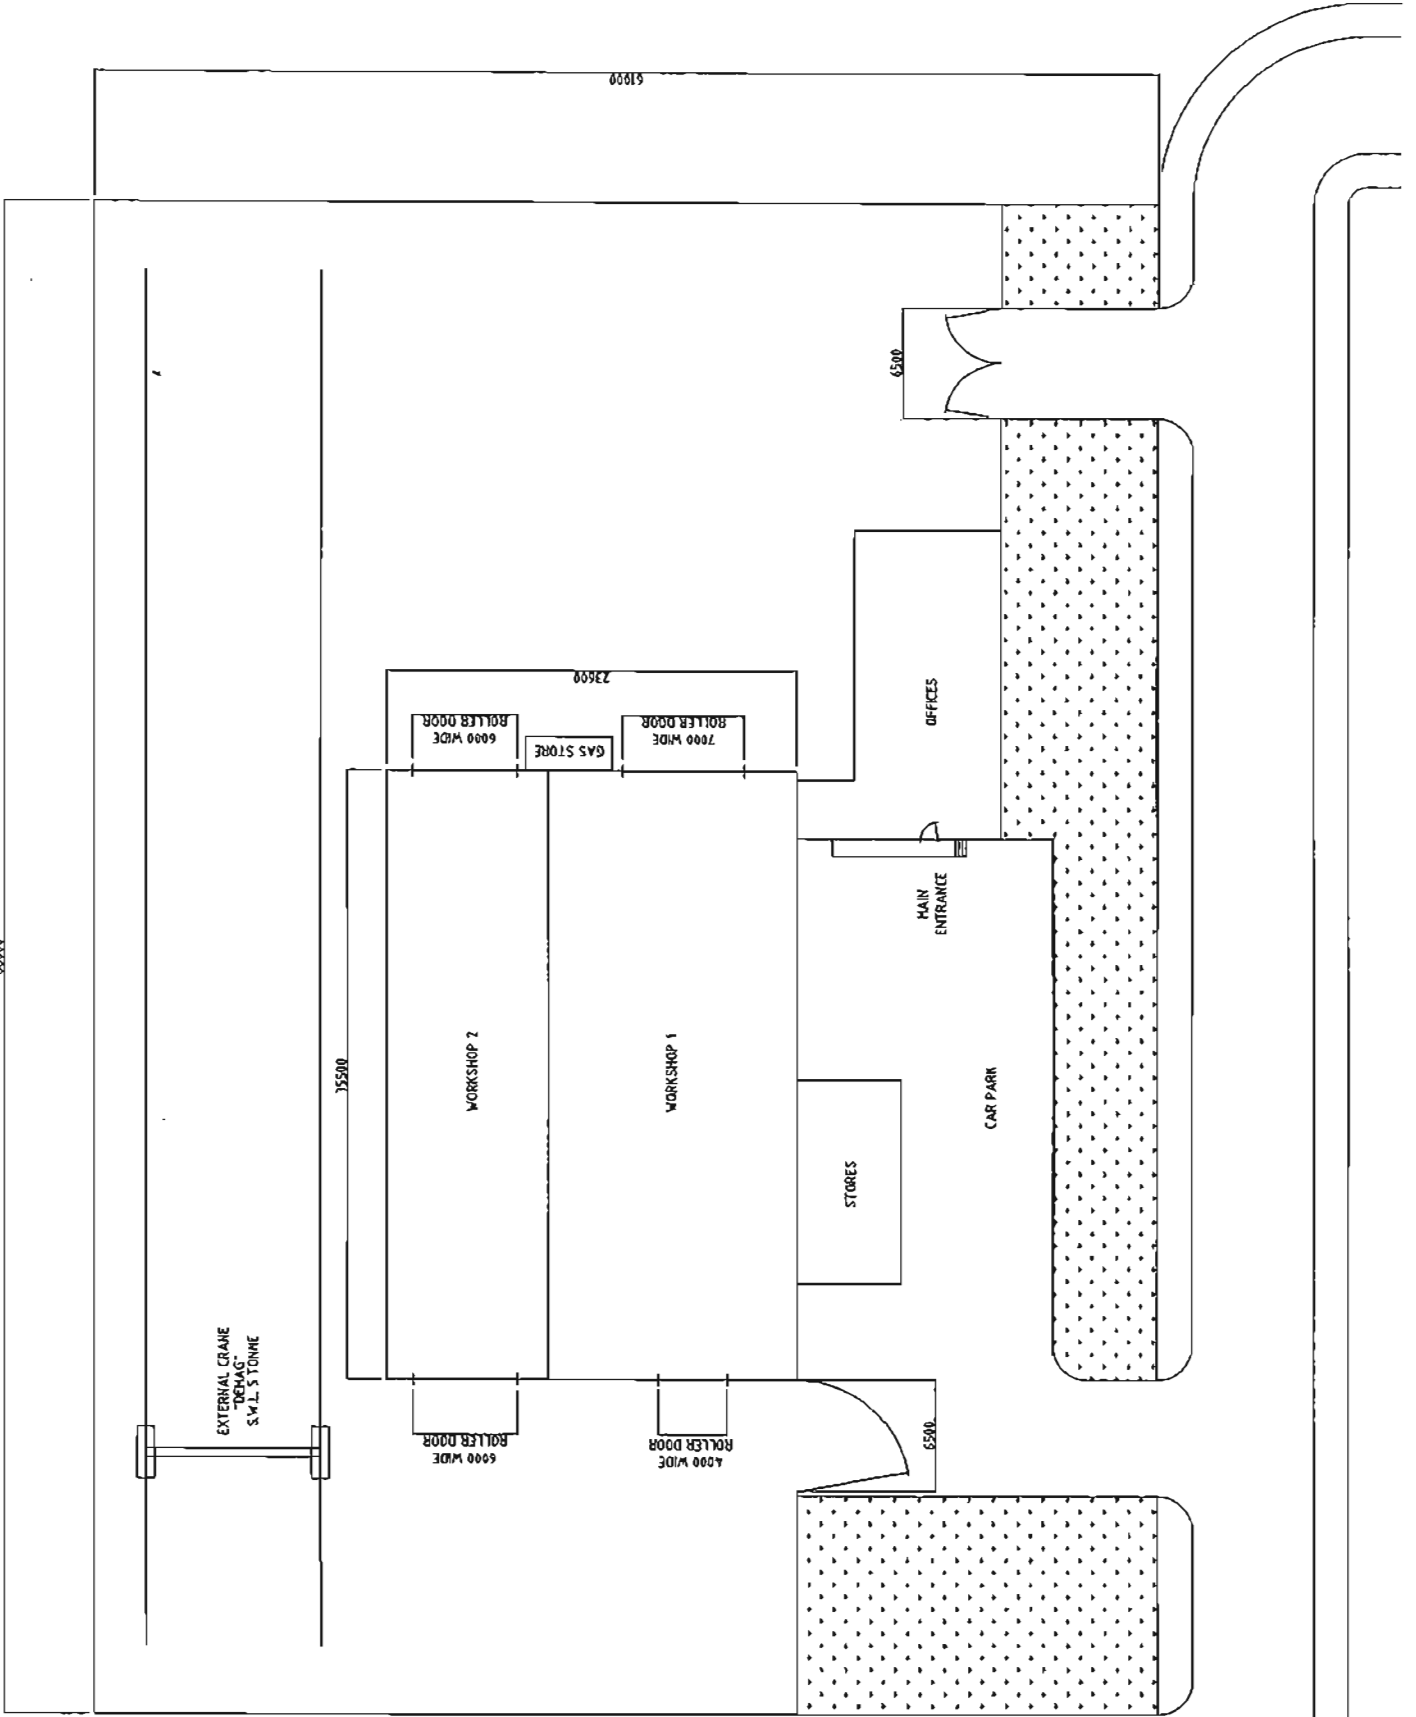 61000
6500
OFFICES
23600
6000 WIDE
ROLLER DOOR
GAS STORE
7000 WIDE
ROLLER DOOR
MAIN
ENTRANCE
WORKSHOP 2
WORKSHOP 1
CAR PARK
STORES
EXTERNAL CRANE
"DEMAG"
S.W.L. 5 TONNE
6000 WIDE
ROLLER DOOR
4000 WIDE
ROLLER DOOR
6500